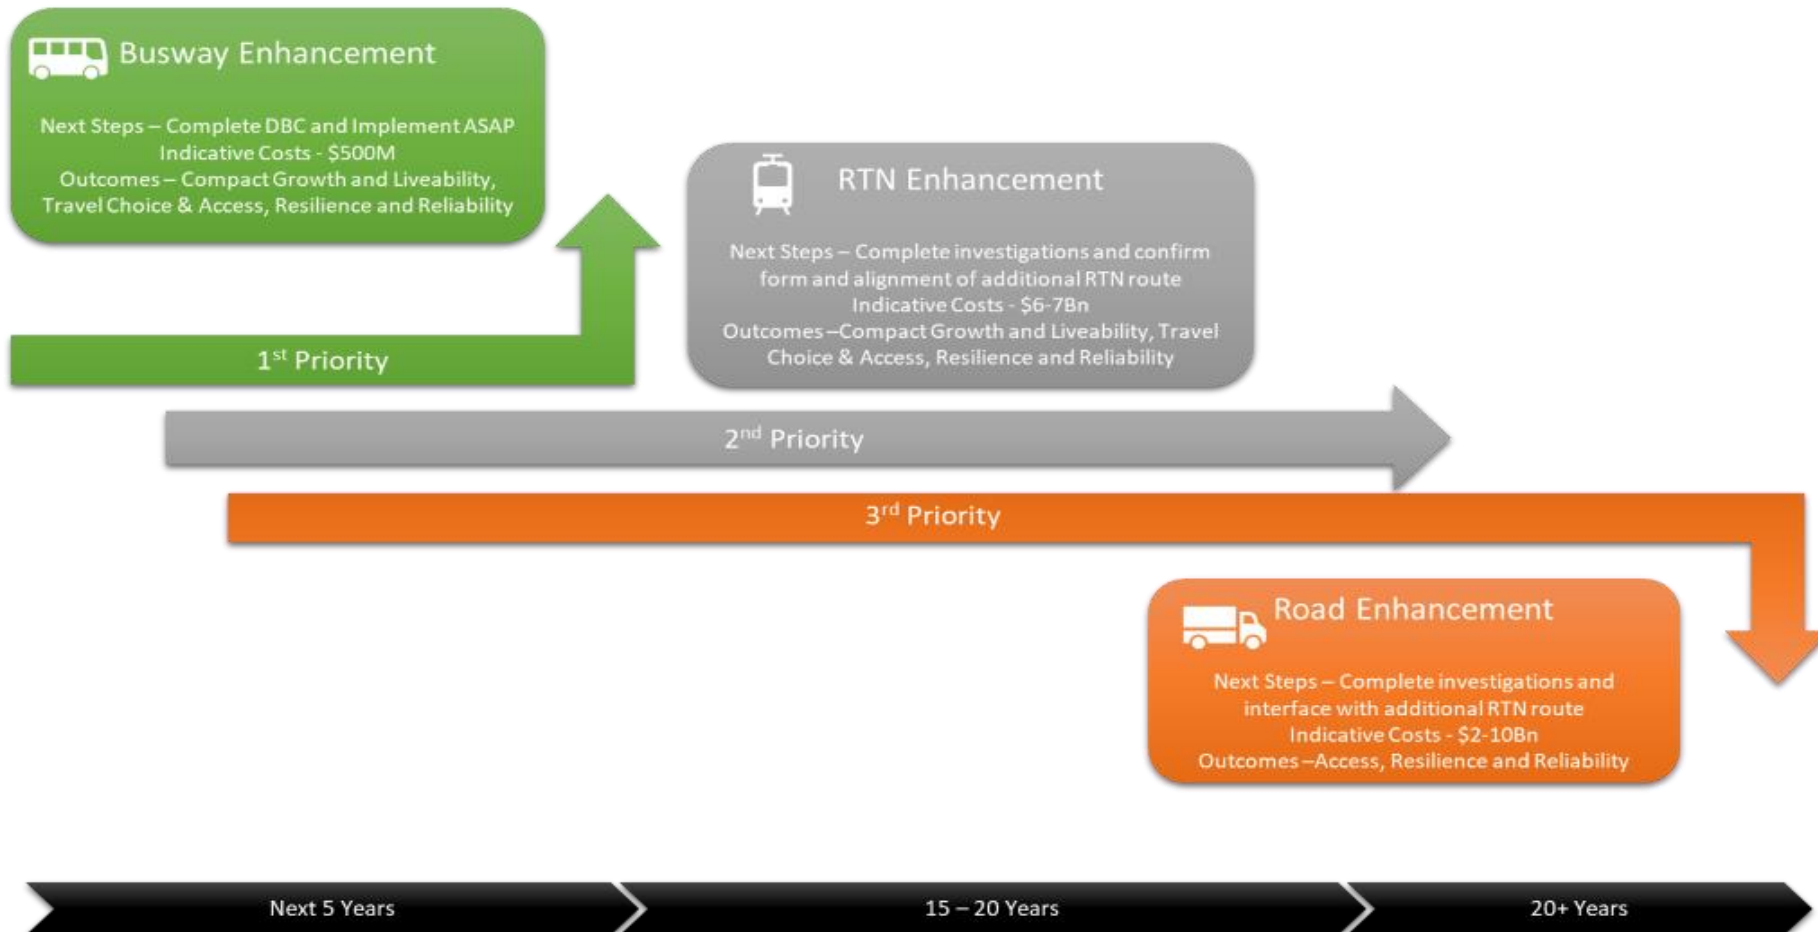 Busway Enhancement
Next Steps – Complete DBC and Implement ASAP
Indicative Costs - $500M
Outcomes – Compact Growth and Liveability,
Travel Choice & Access, Resilience and Reliability
RTN Enhancement
Next Steps – Complete investigations and confirm
form and alignment of additional RTN route
Indicative Costs - $6-7Bn
Outcomes –Compact Growth and Liveability, Travel
Choice & Access, Resilience and Reliability
1st Priority
2nd Priority
3rd Priority
Road Enhancement
Next Steps – Complete investigations and
interface with additional RTN route
Indicative Costs - $2-10Bn
Outcomes –Access, Resilience and Reliability
Next 5 Years
15 – 20 Years
20+ Years